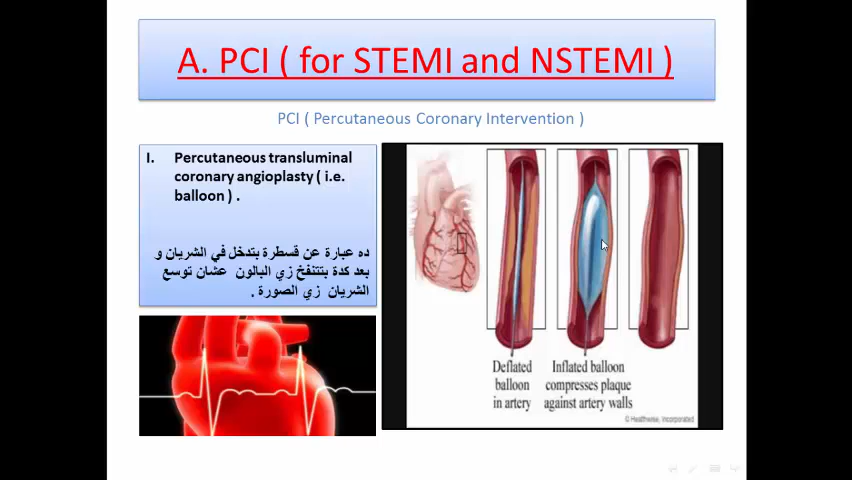 A. PCI ( for STEMI and NSTEMI )
PCI ( Percutaneous Coronary Intervention )
I. Percutaneous transluminal
coronary angioplasty ( i.e.
balloon ) .
ده عبارة عن قسطرة بتدخل في الشريان و
بعد كدة بتتنفخ زي البالون عشان توسع
الشريان زي الصورة .
Deflated
balloon
in artery
Inflated balloon
compresses plaque
against artery walls
© Healthwise, Incorporated